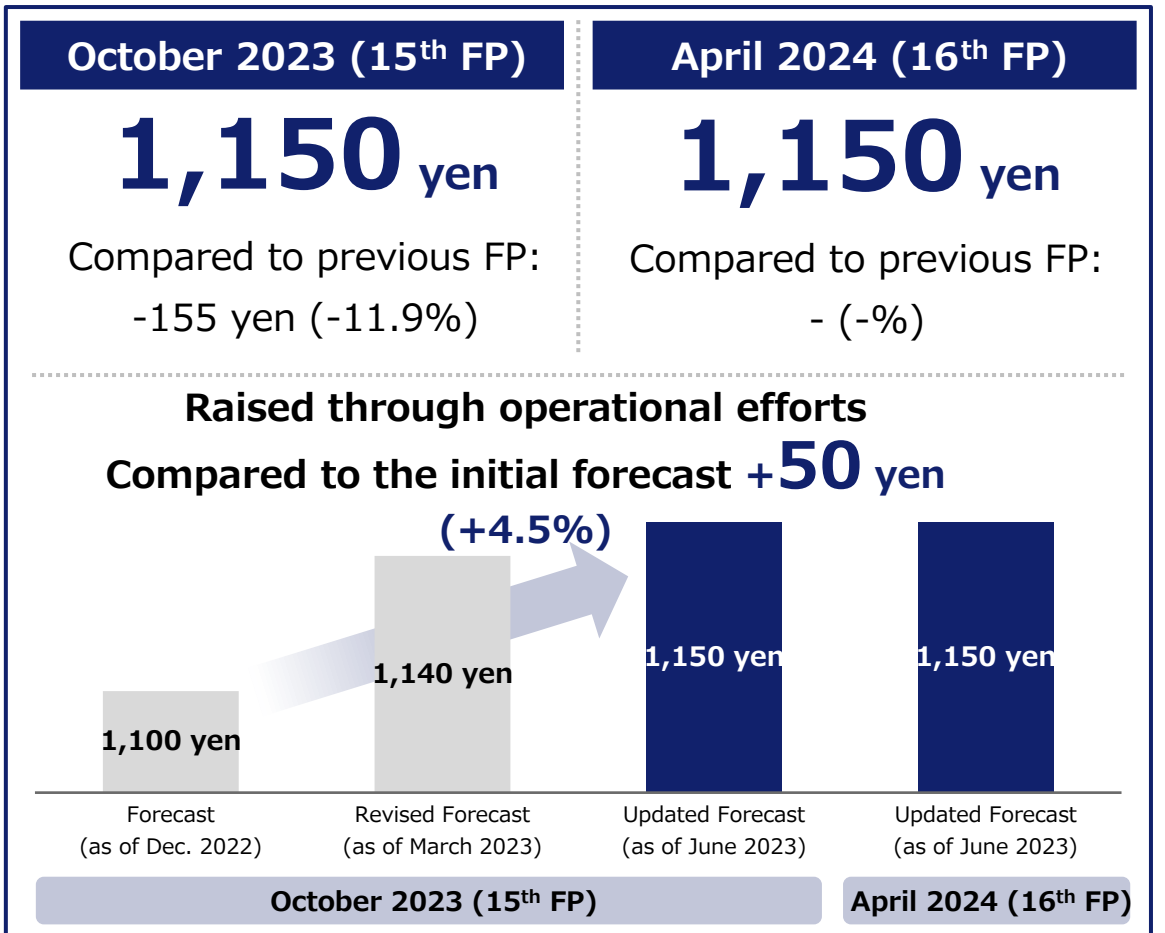 October 2023 (15th FP)
1,150 yen
Compared to previous FP:
-155 yen (-11.9%)
April 2024 (16th FP)
1,150 yen
Compared to previous FP:
- (-%)
Raised through operational efforts
Compared to the initial forecast +50 yen
(+4.5%)
1,100 yen
1,140 yen
1,150 yen
1,150 yen
Forecast
(as of Dec. 2022)
Revised Forecast
(as of March 2023)
Updated Forecast
(as of June 2023)
Updated Forecast
(as of June 2023)
October 2023 (15th FP)
April 2024 (16th FP)